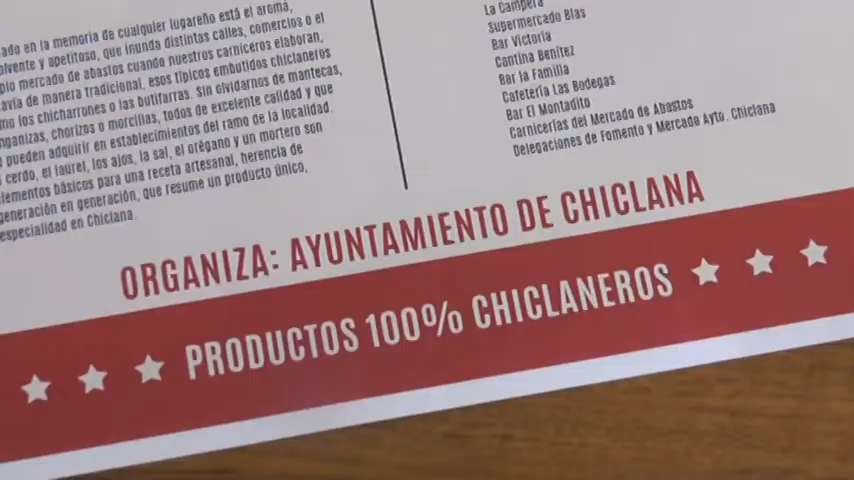 ado en la memoria de cualquier lugareño está el aroma,
olvente y apetitoso, que inunda distintas calles, comercios o el
pio mercado de abastos cuando nuestros carniceros elaboran,
avía de manera tradicional, esos típicos embutidos chiclaneros
mo los chicharrones o las butifarras. Sin olvidarnos de mantecas,
nganizas, chorizos o morcillas, todos de excelente calidad y que
pueden adquirir en establecimientos del ramo de la localidad.
cerdo, el laurel, los ajos, la sal, el orégano y un mortero son
lementos básicos para una receta artesanal, herencia de
generación en generación, que resume un producto único,
especialidad en Chiclana.
La Campera
Supermercado Blas
Bar Victoria
Cantina Benítez
Bar la Familia
Cafetería Las Bodegas
Bar El Montadito
Carnicerías del Mercado de Abastos
Delegaciones de Fomento y Mercado Ayto. Chiclana
ORGANIZA: AYUNTAMIENTO DE CHICLANA
PRODUCTOS 100% CHICLANEROS